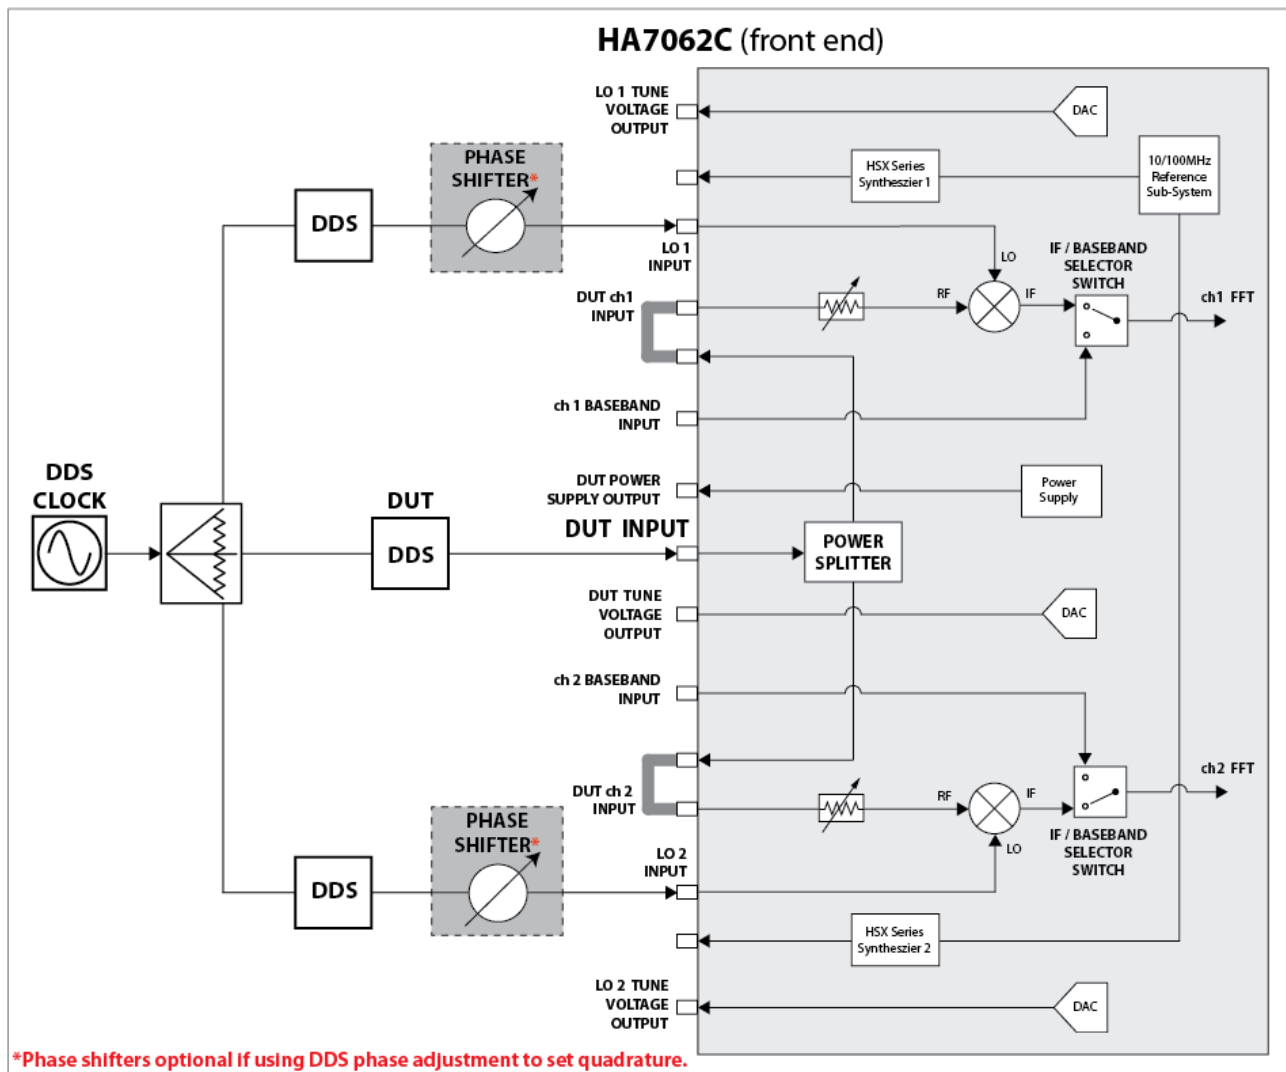 HA7062C (front end)
LO 1 TUNE
VOLTAGE
OUTPUT
DAC
PHASE
SHIFTER*
HSX Series
Syntheszier 1
10/100MHz
Reference
Sub-System
DDS
LO 1
INPUT
LO
IF / BASEBAND
SELECTOR
SWITCH
DUT ch1
INPUT
RF
IF
ch1 FFT
ch 1 BASEBAND
INPUT
DDS
CLOCK
DUT POWER
SUPPLY OUTPUT
Power
Supply
DUT
DDS
DUT INPUT
POWER
SPLITTER
DUT TUNE
VOLTAGE
OUTPUT
DAC
ch 2 BASEBAND
INPUT
DUT ch 2
INPUT
RF
IF
ch2 FFT
PHASE
SHIFTER*
LO
IF / BASEBAND
SELECTOR
SWITCH
LO 2
INPUT
DDS
HSX Series
Syntheszier 2
LO 2 TUNE
VOLTAGE
OUTPUT
DAC
*Phase shifters optional if using DDS phase adjustment to set quadrature.